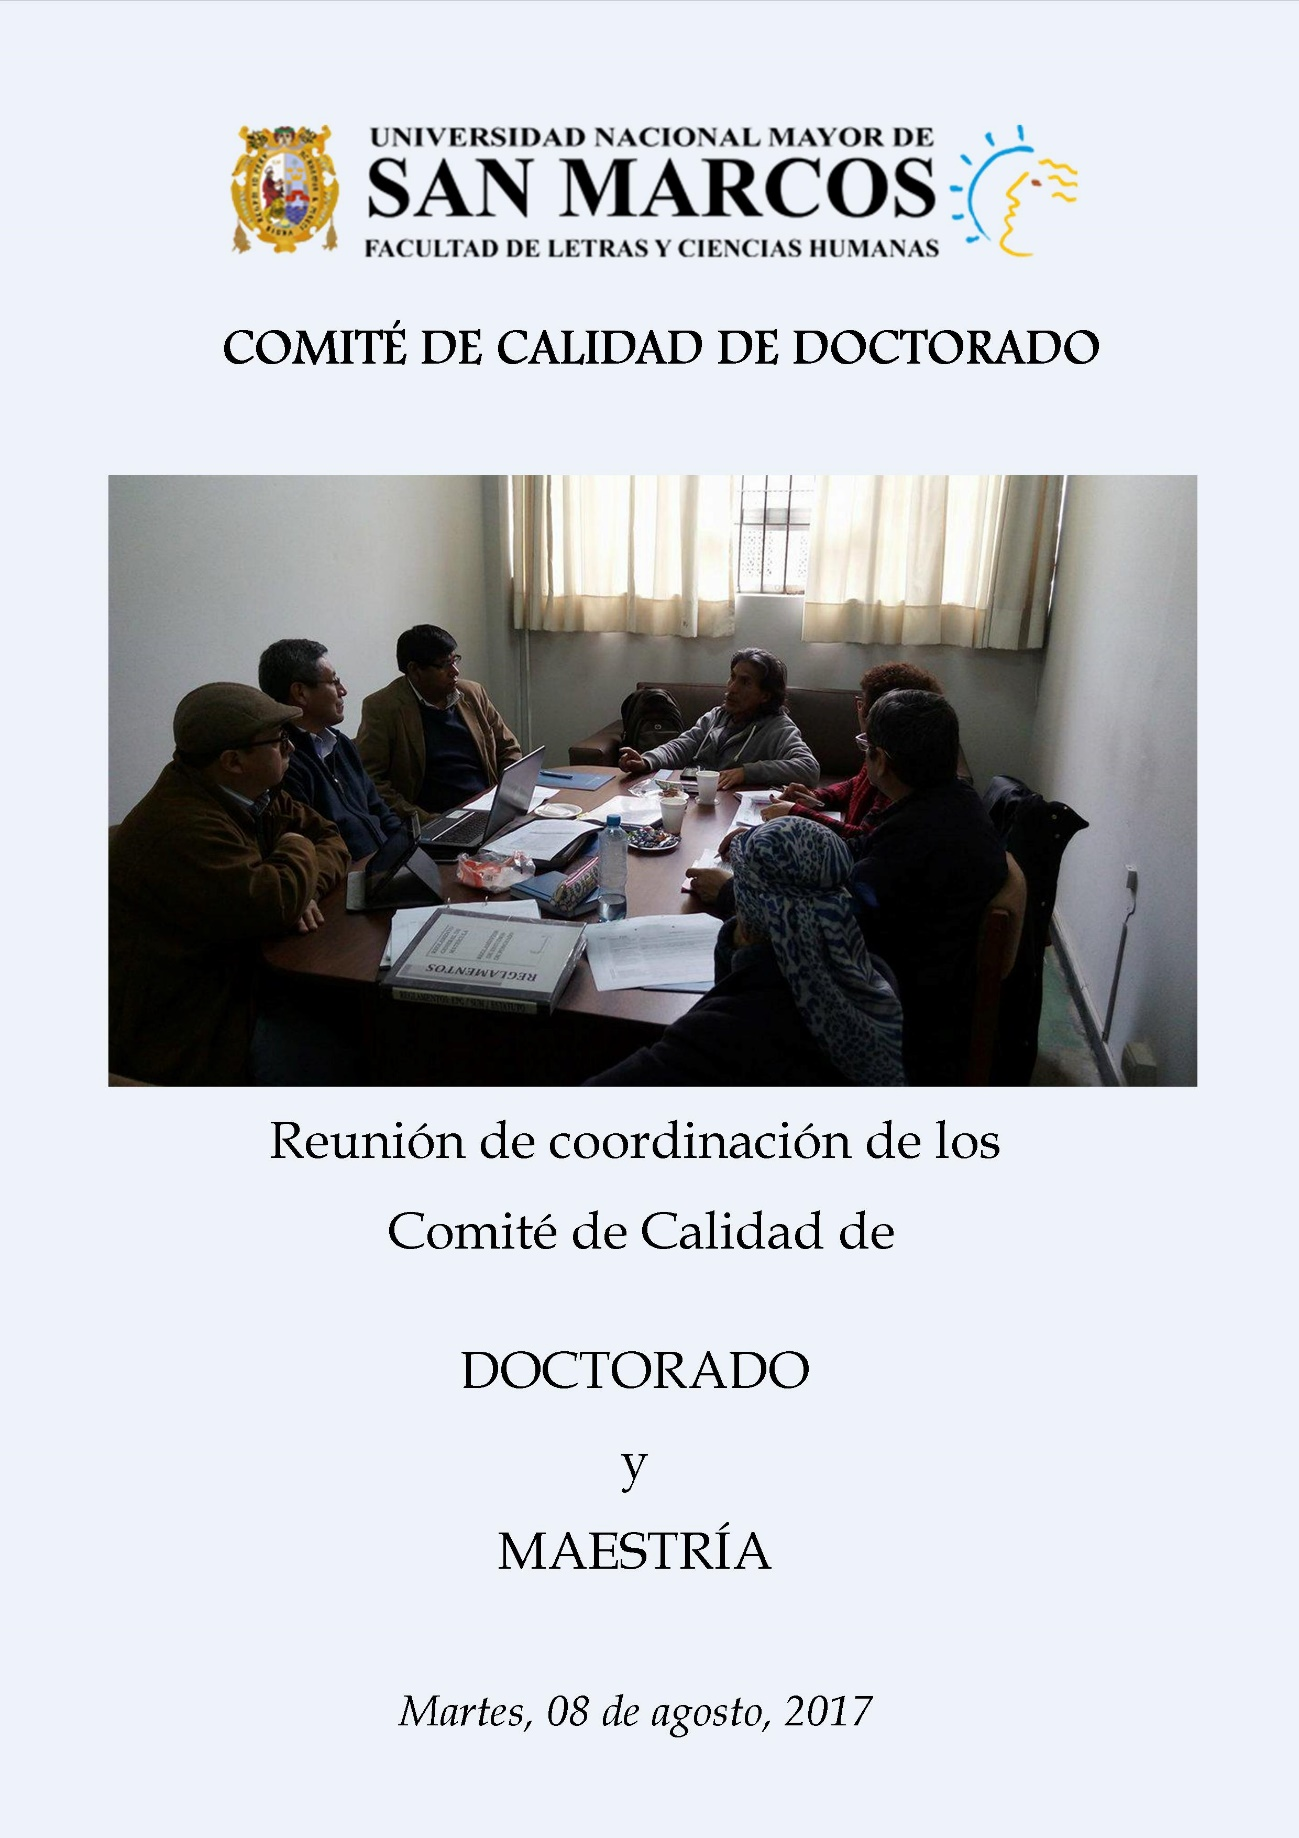 UNIVERSIDAD NACIONAL MAYOR DE
SAN MARCOS
FACULTAD DE LETRAS Y CIENCIAS HUMANAS
COMITÉ DE CALIDAD DE DOCTORADO
REGLAMENTOS
Reunión de coordinación de los
Comité de Calidad de
DOCTORADO
y
MAESTRÍA
Martes, 08 de agosto, 2017